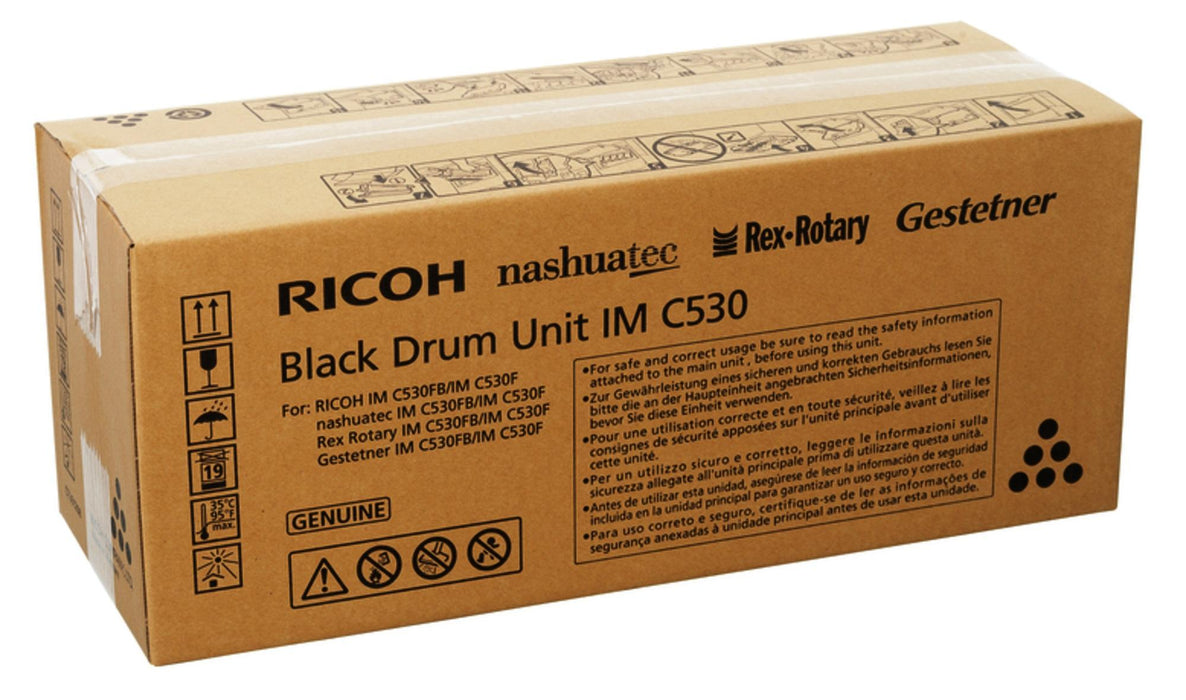 RICOH nashuatec Rex·Rotary Gestetner
Black Drum Unit IM C530
For: RICOH IM C530FB/IM C530F
nashuatec IM C530FB/IM C530F
Rex Rotary IM C530FB/IM C530F
Gestetner IM C530FB/IM C530F
GENUINE
19
35°C
95°F
max.
•For safe and correct usage be sure to read the safety information
attached to the main unit , before using this unit.
•Zur Gewährleistung eines sicheren und korrekten Gebrauchs lesen Sie
bitte die an der Haupteinheit angebrachten Sicherheitsinformationen,
bevor Sie diese Einheit verwenden.
•Pour une utilisation correcte et en toute sécurité, veillez à lire les
consignes de sécurité apposées sur l'unité principale avant d'utiliser
cette unité.
•Per un utilizzo sicuro e corretto, leggere le informazioni sulla
sicurezza allegate all'unità principale prima di utilizzare questa unità.
•Antes de utilizar esta unidad, asegúrese de leer la información de seguridad
incluida en la unidad principal para garantizar un uso seguro y correcto.
•Para uso correto e seguro, certifique-se de ler as informações de
segurança anexadas à unidade principal antes de usar esta unidade.